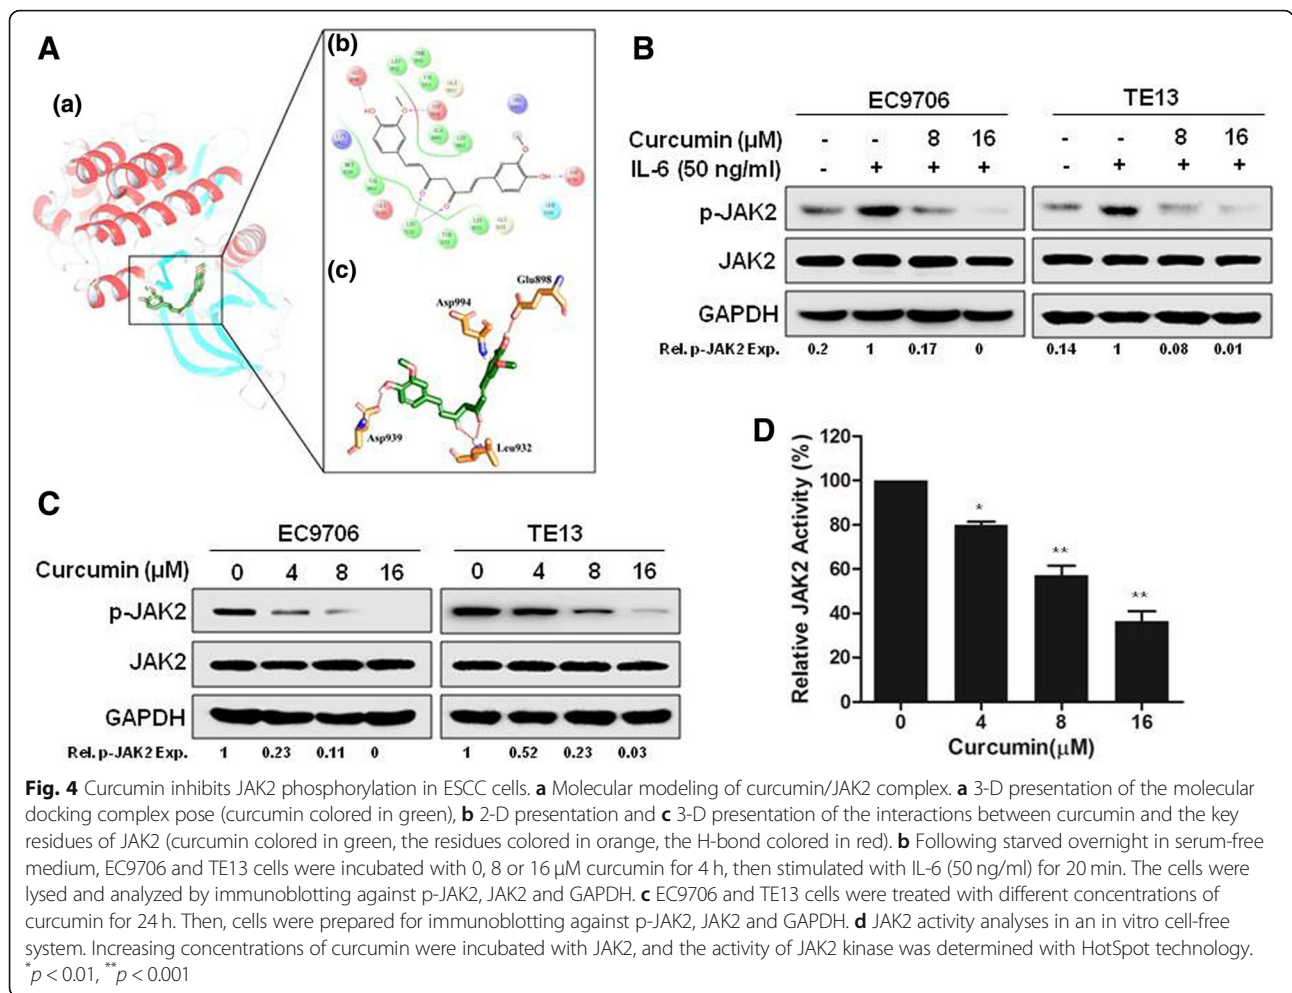 A
(a)
(b)
HO
O
O
O
OH
(c)
Glu898
Asp994
Asp939
Leu932
B
EC9706 TE13
Curcumin (µM) - - 8 16 - - 8 16
IL-6 (50 ng/ml) - + + + - + + +
p-JAK2
JAK2
GAPDH
Rel. p-JAK2 Exp. 0.2 1 0.17 0 0.14 1 0.08 0.01
C
EC9706 TE13
Curcumin (µM) 0 4 8 16 0 4 8 16
p-JAK2
JAK2
GAPDH
Rel. p-JAK2 Exp. 1 0.23 0.11 0 1 0.52 0.23 0.03
D
Relative JAK2 Activity (%)
120
100
80
60
40
20
0
*
**
**
0 4 8 16
Curcumin(µM)
Fig. 4 Curcumin inhibits JAK2 phosphorylation in ESCC cells. a Molecular modeling of curcumin/JAK2 complex. a 3-D presentation of the molecular
docking complex pose (curcumin colored in green), b 2-D presentation and c 3-D presentation of the interactions between curcumin and the key
residues of JAK2 (curcumin colored in green, the residues colored in orange, the H-bond colored in red). b Following starved overnight in serum-free
medium, EC9706 and TE13 cells were incubated with 0, 8 or 16 µM curcumin for 4 h, then stimulated with IL-6 (50 ng/ml) for 20 min. The cells were
lysed and analyzed by immunoblotting against p-JAK2, JAK2 and GAPDH. c EC9706 and TE13 cells were treated with different concentrations of
curcumin for 24 h. Then, cells were prepared for immunoblotting against p-JAK2, JAK2 and GAPDH. d JAK2 activity analyses in an in vitro cell-free
system. Increasing concentrations of curcumin were incubated with JAK2, and the activity of JAK2 kinase was determined with HotSpot technology.
*p < 0.01, **p < 0.001